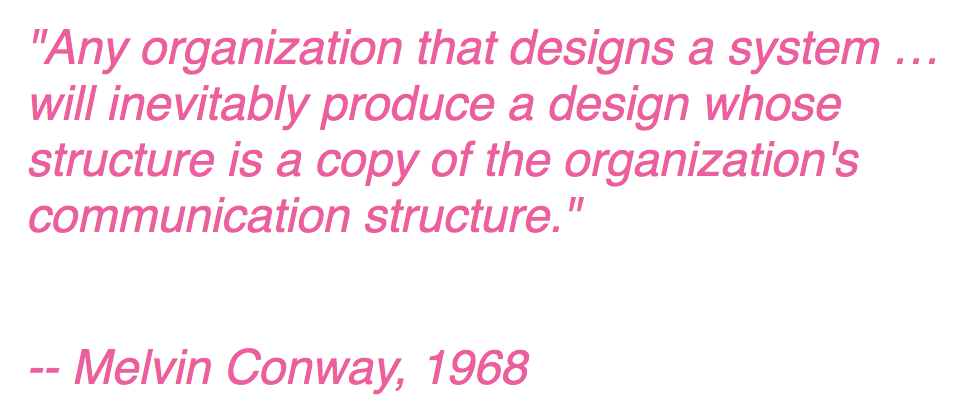 "Any organization that designs a system …
will inevitably produce a design whose
structure is a copy of the organization's
communication structure."
-- Melvin Conway, 1968